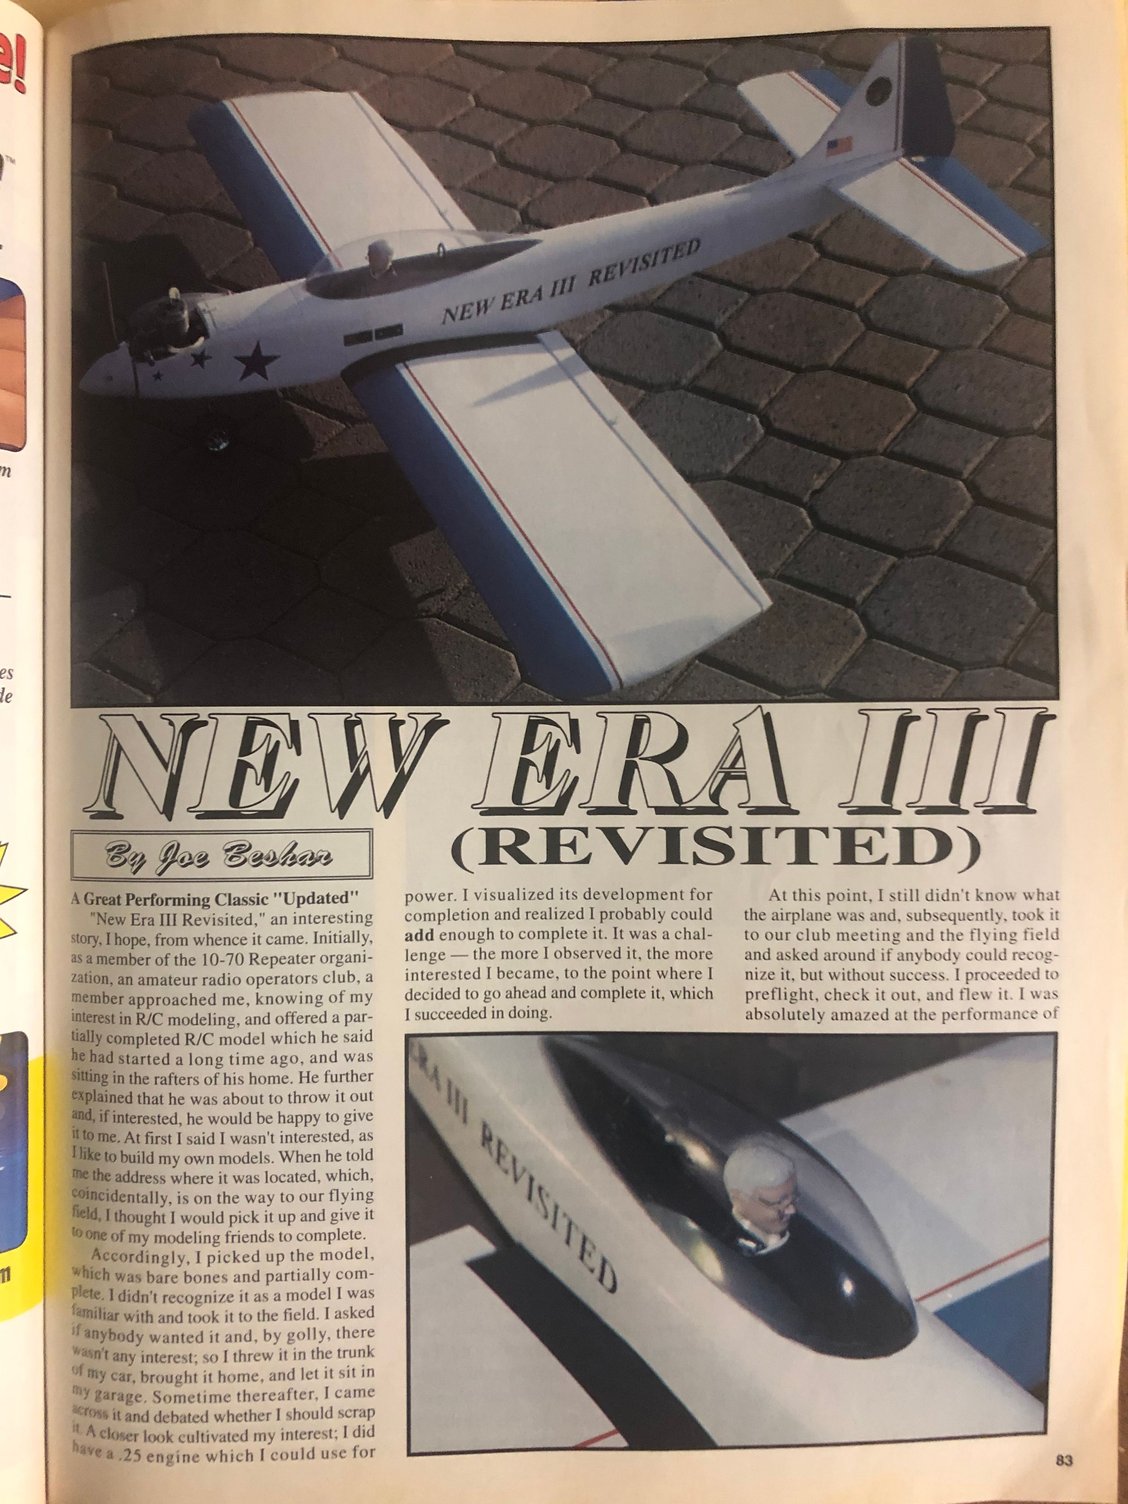 e!
™
m
es
de
m
NEW ERA III REVISITED
NEW ERA III
(REVISITED)
By Joe Beshar
A Great Performing Classic "Updated"
"New Era III Revisited," an interesting
story, I hope, from whence it came. Initially,
as a member of the 10-70 Repeater organi-
zation, an amateur radio operators club, a
member approached me, knowing of my
interest in R/C modeling, and offered a par-
tially completed R/C model which he said
he had started a long time ago, and was
sitting in the rafters of his home. He further
explained that he was about to throw it out
and, if interested, he would be happy to give
it to me. At first I said I wasn't interested, as
I like to build my own models. When he told
me the address where it was located, which,
coincidentally, is on the way to our flying
field, I thought I would pick it up and give it
to one of my modeling friends to complete.
Accordingly, I picked up the model,
which was bare bones and partially com-
plete. I didn't recognize it as a model I was
familiar with and took it to the field. I asked
if anybody wanted it and, by golly, there
wasn't any interest; so I threw it in the trunk
of my car, brought it home, and let it sit in
my garage. Sometime thereafter, I came
across it and debated whether I should scrap
it. A closer look cultivated my interest; I did
have a .25 engine which I could use for
power. I visualized its development for
completion and realized I probably could
add enough to complete it. It was a chal-
lenge — the more I observed it, the more
interested I became, to the point where I
decided to go ahead and complete it, which
I succeeded in doing.
At this point, I still didn't know what
the airplane was and, subsequently, took it
to our club meeting and the flying field
and asked around if anybody could recog-
nize it, but without success. I proceeded to
preflight, check it out, and flew it. I was
absolutely amazed at the performance of
ERA III REVISITED
83